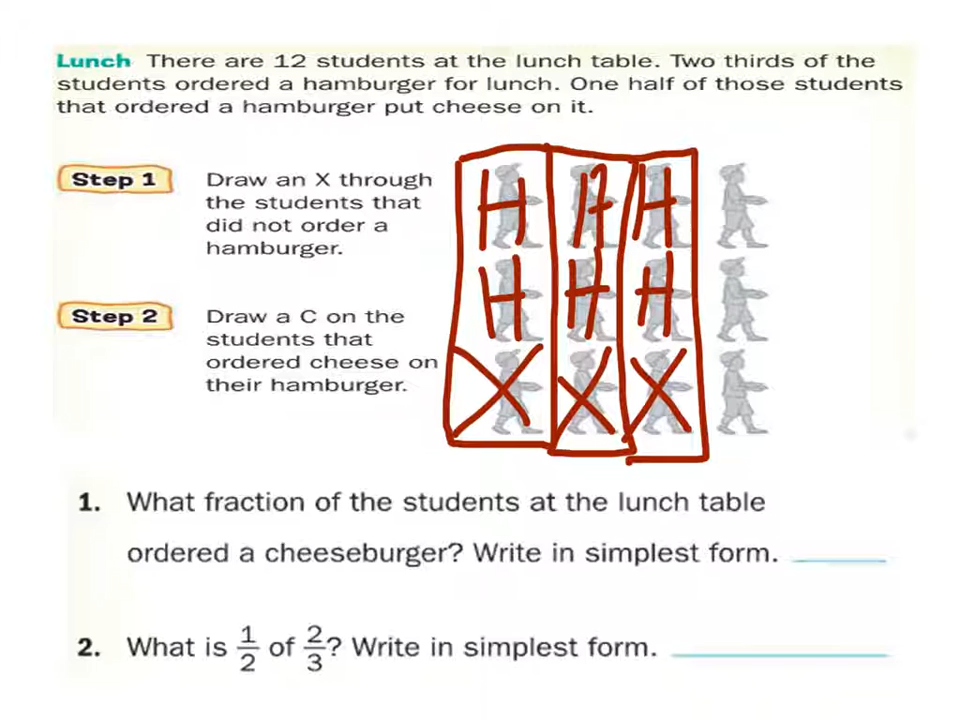 Lunch There are 12 students at the lunch table. Two thirds of the
students ordered a hamburger for lunch. One half of those students
that ordered a hamburger put cheese on it.
Step 1
Draw an X through
the students that
did not order a
hamburger.
Step 2
Draw a C on the
students that
ordered cheese on
their hamburger.
H H H
H H H
X X X
1. What fraction of the students at the lunch table
ordered a cheeseburger? Write in simplest form.
2. What is 1/2 of 2/3? Write in simplest form.